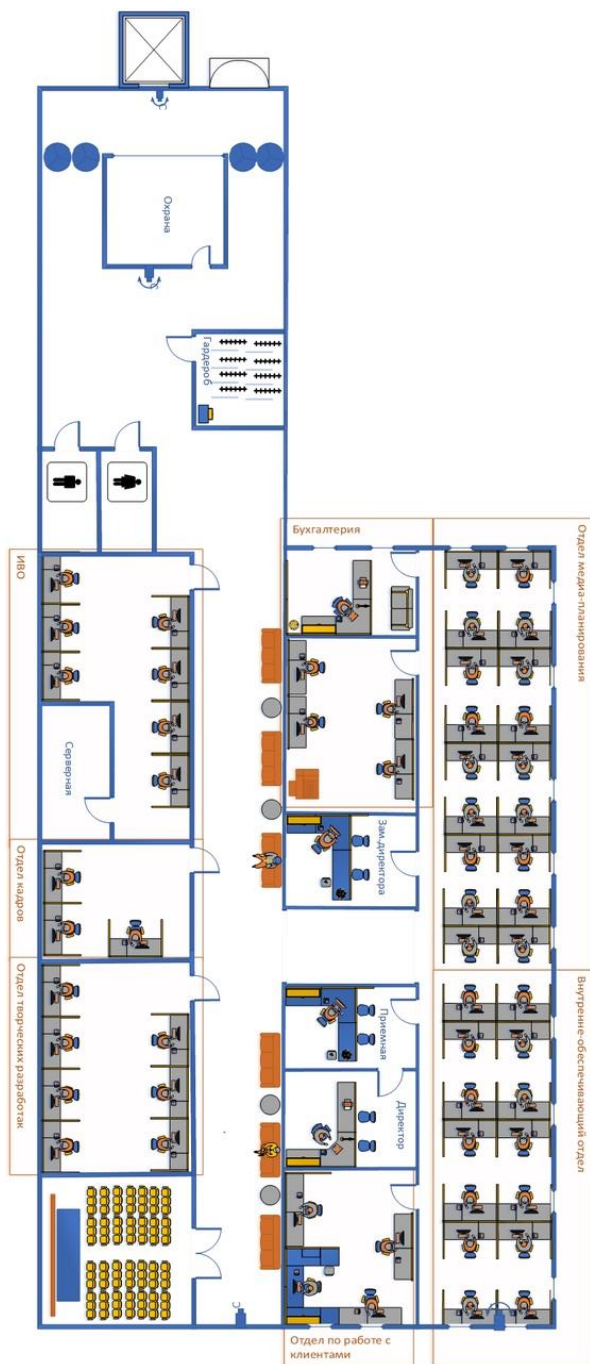 Охрана
Гардероб
Бухгалтерия
Отдел медиа-планирования
ИВО
Серверная
Зам.директора
Отдел кадров
Отдел творческих разработак
Приемная
Директор
Внутренне-обеспечивающий отдел
Отдел по работе с
клиентами